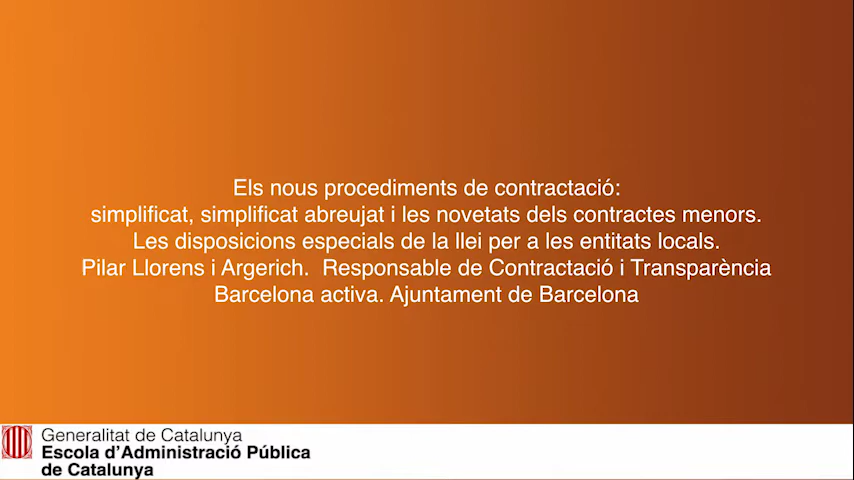 Els nous procediments de contractació:
simplificat, simplificat abreujat i les novetats dels contractes menors.
Les disposicions especials de la llei per a les entitats locals.
Pilar Llorens i Argerich.  Responsable de Contractació i Transparència
Barcelona activa. Ajuntament de Barcelona
Generalitat de Catalunya
Escola d'Administració Pública
de Catalunya